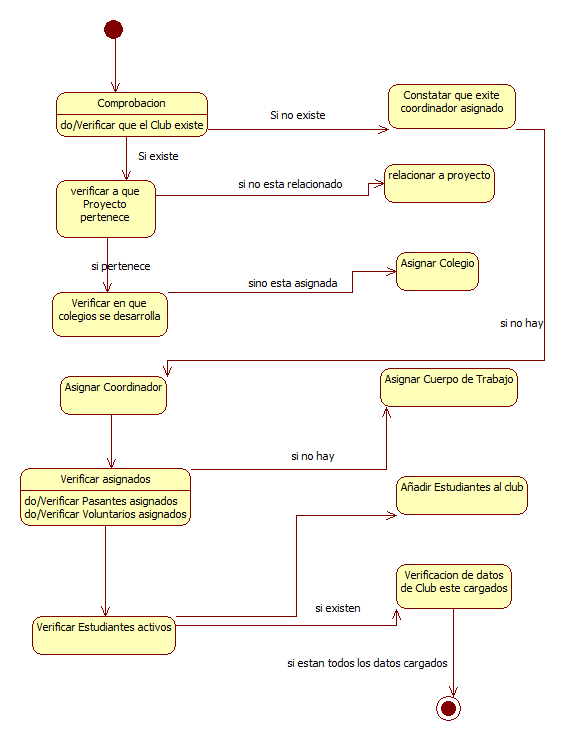 Comprobacion
do/Verificar que el Club existe
Si no existe
Constatar que exite
coordinador asignado
Si existe
verificar a que
Proyecto
pertenece
si no esta relacionado
relacionar a proyecto
si pertenece
Verificar en que
colegios se desarrolla
sino esta asignada
Asignar Colegio
si no hay
Asignar Coordinador
Asignar Cuerpo de Trabajo
si no hay
Verificar asignados
do/Verificar Pasantes asignados
do/Verificar Voluntarios asignados
Añadir Estudiantes al club
Verificacion de datos
de Club este cargados
si existen
Verificar Estudiantes activos
si estan todos los datos cargados